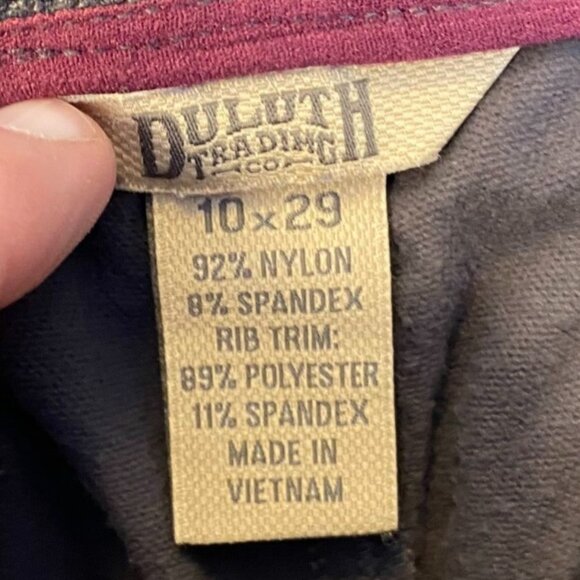 DULUTH
TRADING
CO
10 x 29
92% NYLON
8% SPANDEX
RIB TRIM:
89% POLYESTER
11% SPANDEX
MADE IN
VIETNAM